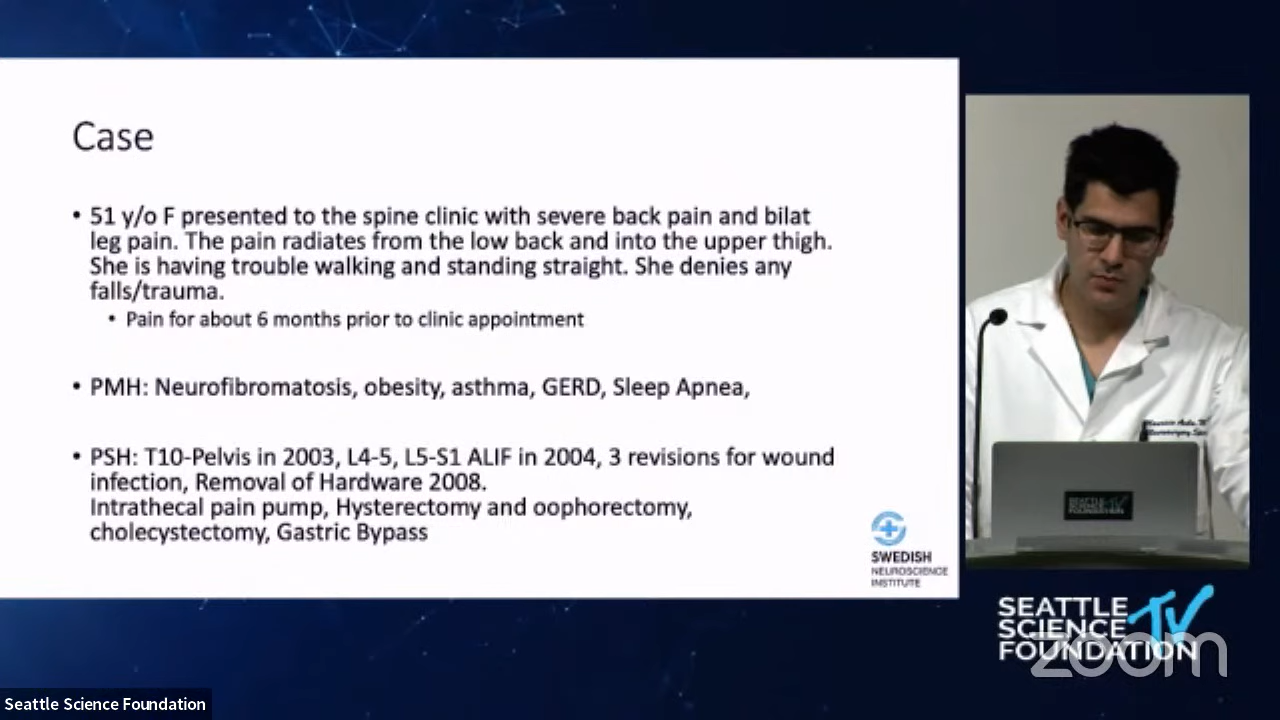 Case
• 51 y/o F presented to the spine clinic with severe back pain and bilat
leg pain. The pain radiates from the low back and into the upper thigh.
She is having trouble walking and standing straight. She denies any
falls/trauma.
• Pain for about 6 months prior to clinic appointment
• PMH: Neurofibromatosis, obesity, asthma, GERD, Sleep Apnea,
• PSH: T10-Pelvis in 2003, L4-5, L5-S1 ALIF in 2004, 3 revisions for wound
infection, Removal of Hardware 2008.
Intrathecal pain pump, Hysterectomy and oophorectomy,
cholecystectomy, Gastric Bypass
SWEDISH
NEUROSCIENCE
INSTITUTE
SEATTLE
SCIENCE TV
FOUNDATION
SEATTLE
SCIENCE TV
FOUNDATION
zoom
Seattle Science Foundation